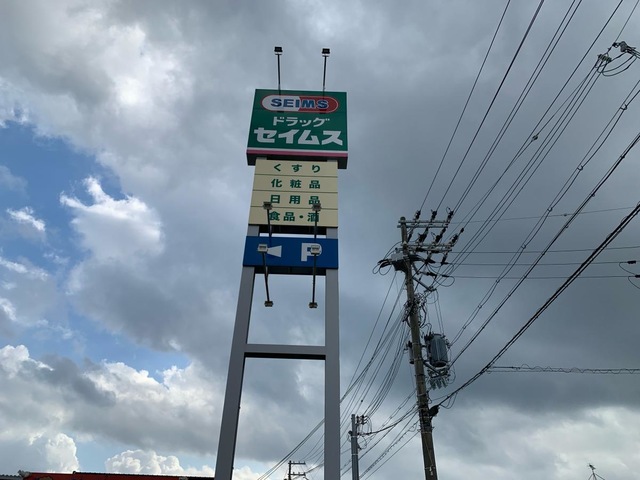 SEIMS
ドラッグ
セイムス
くすり
化粧品
日用品
食品・酒
P